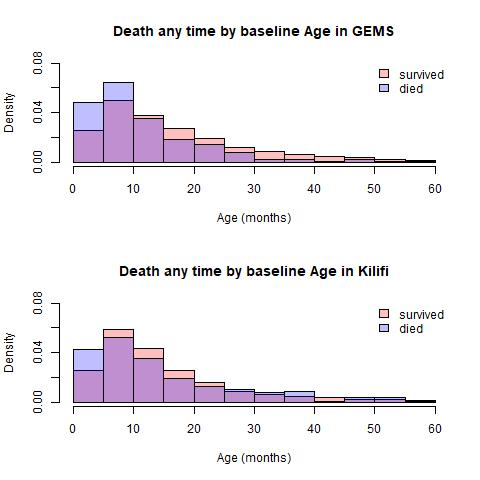 Death any time by baseline Age in GEMS
survived
died
Density
0.00 0.04 0.08
0 10 20 30 40 50 60
Age (months)
Death any time by baseline Age in Kilifi
survived
died
Density
0.00 0.04 0.08
0 10 20 30 40 50 60
Age (months)